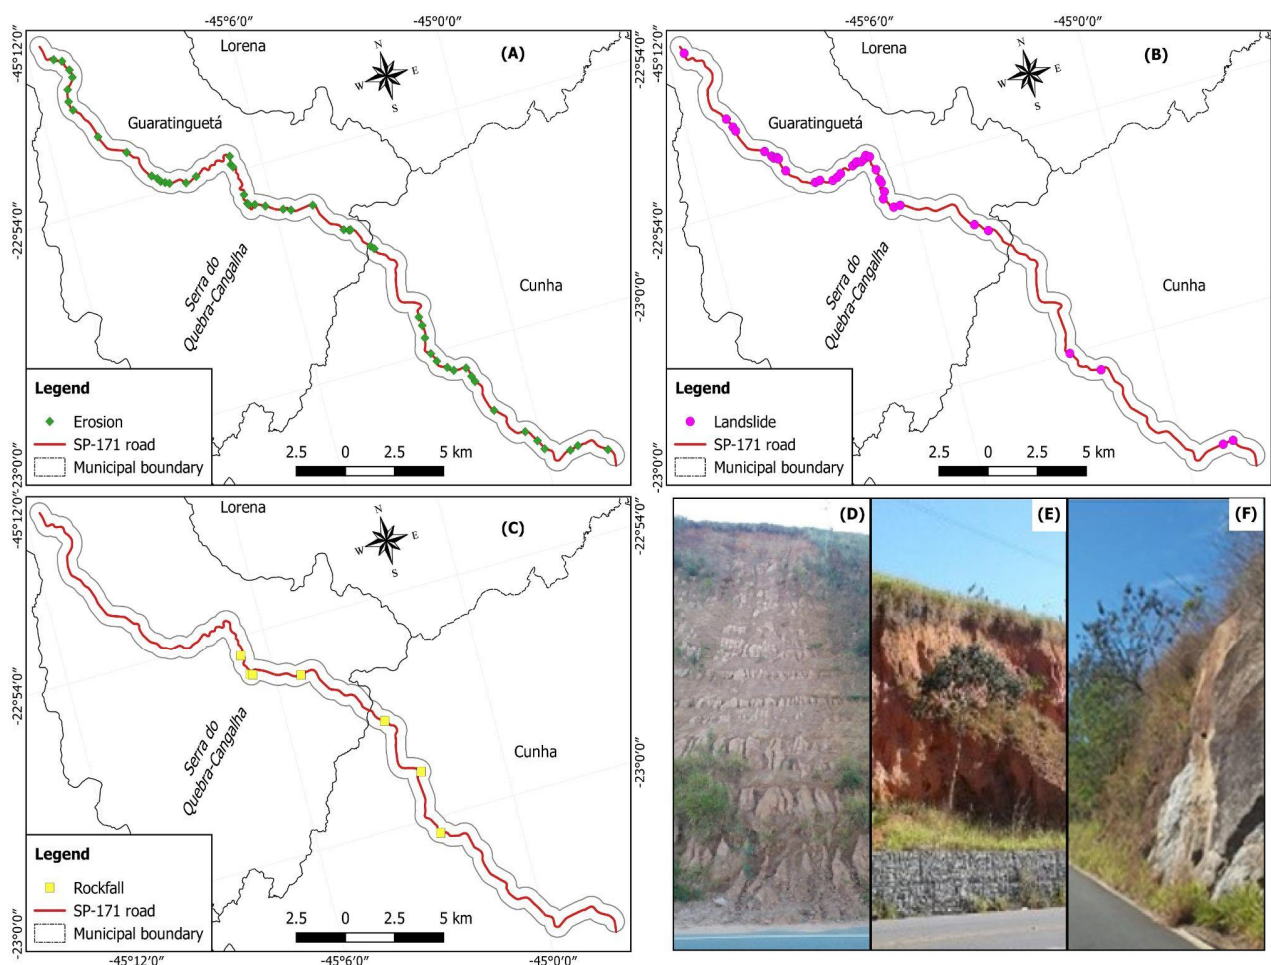 -45°6'0"
-45°0'0"
-45°12'0"
Lorena
(A)
N
W
E
S
Guaratinguetá
-22°54'0"
Serra do
Quebra-Cangalha
Cunha
Legend
Erosion
SP-171 road
Municipal boundary
2.5 0 2.5 5 km
-23°0'0"
-45°6'0"
-45°0'0"
-45°12'0"
-22°54'0"
Lorena
(B)
N
W
E
S
Guaratinguetá
-22°54'0"
Serra do
Quebra-Cangalha
Cunha
-23°0'0"
Legend
Landslide
SP-171 road
Municipal boundary
2.5 0 2.5 5 km
-23°0'0"
-45°12'0"
Lorena
(C)
N
W
E
S
-22°54'0"
-22°54'0"
Serra do
Quebra-Cangalha
Cunha
-23°0'0"
Legend
Rockfall
SP-171 road
Municipal boundary
2.5 0 2.5 5 km
-23°0'0"
-45°12'0"
-45°6'0"
-45°0'0"
(D)
(E)
(F)